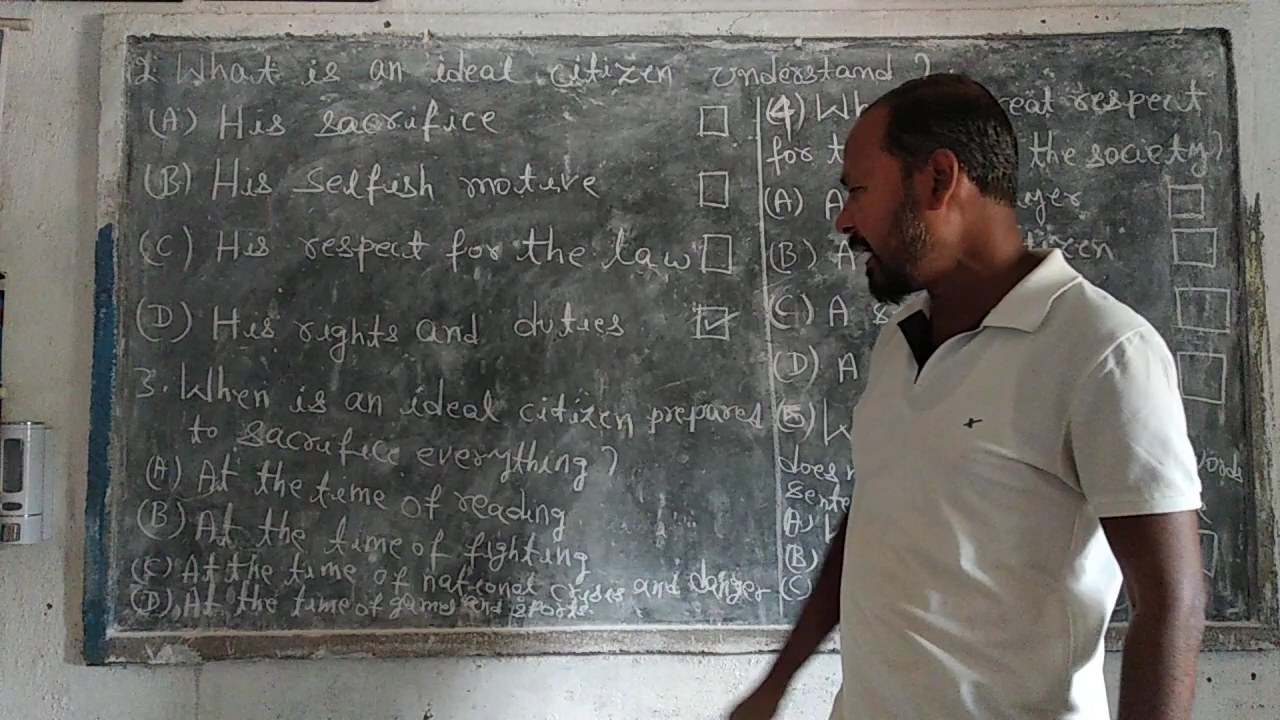 2. What is an ideal citizen understand?
(A) His sacrifice
(B) His Selfish motive
(C) His respect for the law
(D) His rights and duties
3. When is an ideal citizen prepares
to sacrifice everything?
(A) At the time of reading
(B) At the time of fighting
(C) At the time of national crisis and danger
(D) At the time of games and sports.
(4) respect
for the society?
(A) A
(B) A
(C) A
(D) A
(5)
does
(A)
(B)
(C)